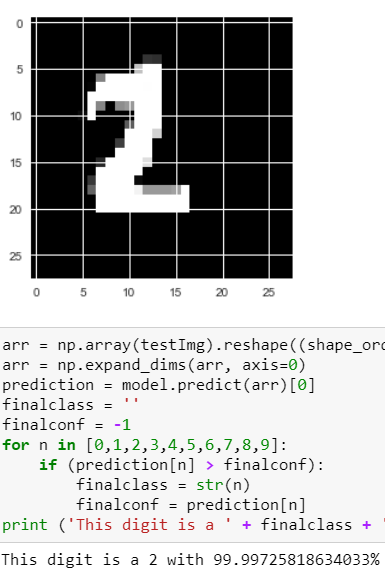 0
5
10
15
20
25
2
0 5 10 15 20 25
arr = np.array(testImg).reshape((shape_ord
arr = np.expand_dims(arr, axis=0)
prediction = model.predict(arr)[0]
finalclass = ''
finalconf = -1
for n in [0,1,2,3,4,5,6,7,8,9]:
    if (prediction[n] > finalconf):
        finalclass = str(n)
        finalconf = prediction[n]
print ('This digit is a ' + finalclass + '
This digit is a 2 with 99.99725818634033%